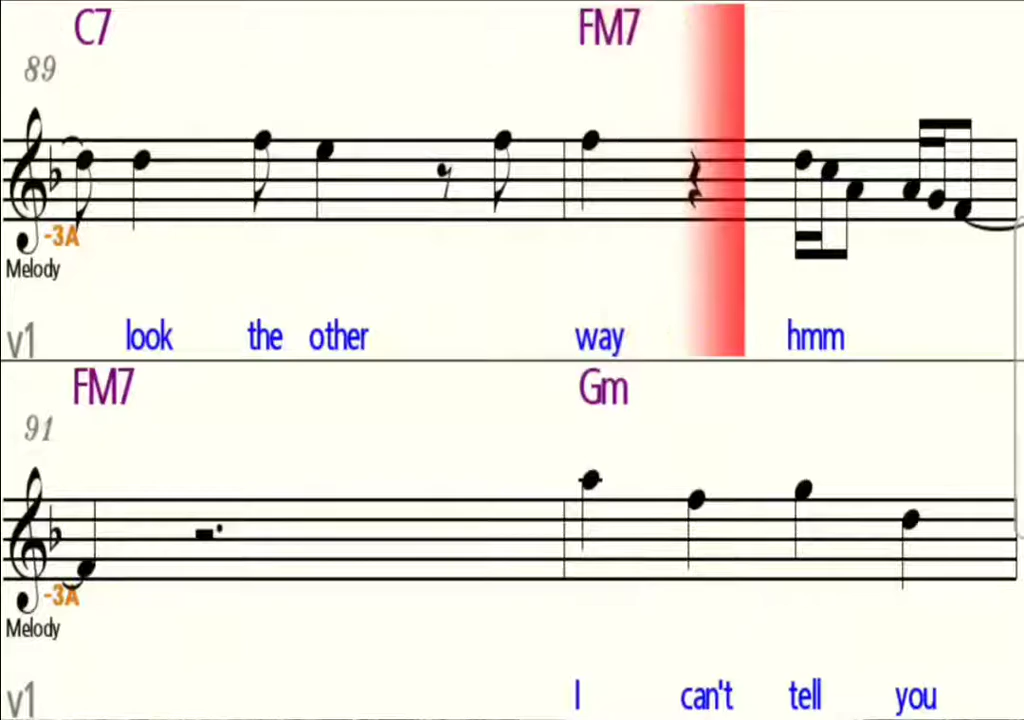 C7 FM7
89
-3A
Melody
v1 look the other way hmm
FM7 Gm
91
-3A
Melody
v1 I can't tell you